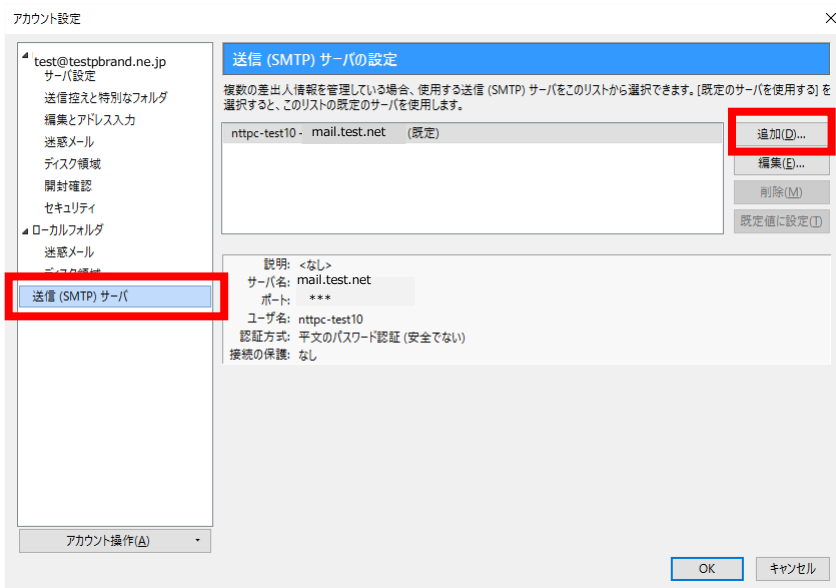 アカウント設定
test@testpbrand.ne.jp
サーバ設定
送信控えと特別なフォルダ
編集とアドレス入力
迷惑メール
ディスク領域
開封確認
セキュリティ
ローカルフォルダ
迷惑メール
ディスク領域
送信 (SMTP) サーバ
アカウント操作(A)
送信 (SMTP) サーバの設定
複数の差出人情報を管理している場合、使用する送信 (SMTP) サーバをこのリストから選択できます。[既定のサーバを使用する] を
選択すると、このリストの既定のサーバを使用します。
nttpc-test10 - mail.test.net (既定)
追加(D)...
編集(E)...
削除(M)
既定値に設定(T)
説明: <なし>
サーバ名: mail.test.net
ポート: ***
ユーザ名: nttpc-test10
認証方式: 平文のパスワード認証 (安全でない)
接続の保護: なし
OK
キャンセル